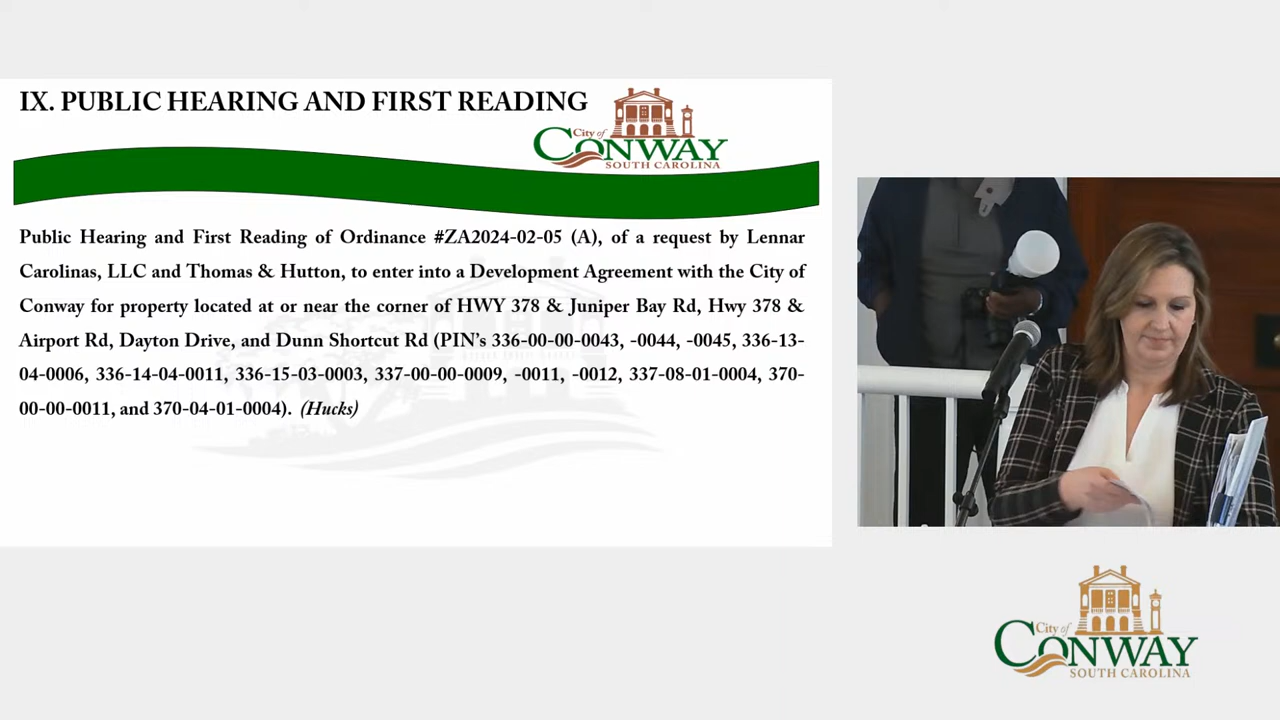 IX. PUBLIC HEARING AND FIRST READING
City of
CONWAY
SOUTH CAROLINA
Public Hearing and First Reading of Ordinance #ZA2024-02-05 (A), of a request by Lennar
Carolinas, LLC and Thomas & Hutton, to enter into a Development Agreement with the City of
Conway for property located at or near the corner of HWY 378 & Juniper Bay Rd, Hwy 378 &
Airport Rd, Dayton Drive, and Dunn Shortcut Rd (PIN's 336-00-00-0043, -0044, -0045, 336-13-
04-0006, 336-14-04-0011, 336-15-03-0003, 337-00-00-0009, -0011, -0012, 337-08-01-0004, 370-
00-00-0011, and 370-04-01-0004). (Hucks)
City of
CONWAY
SOUTH CAROLINA